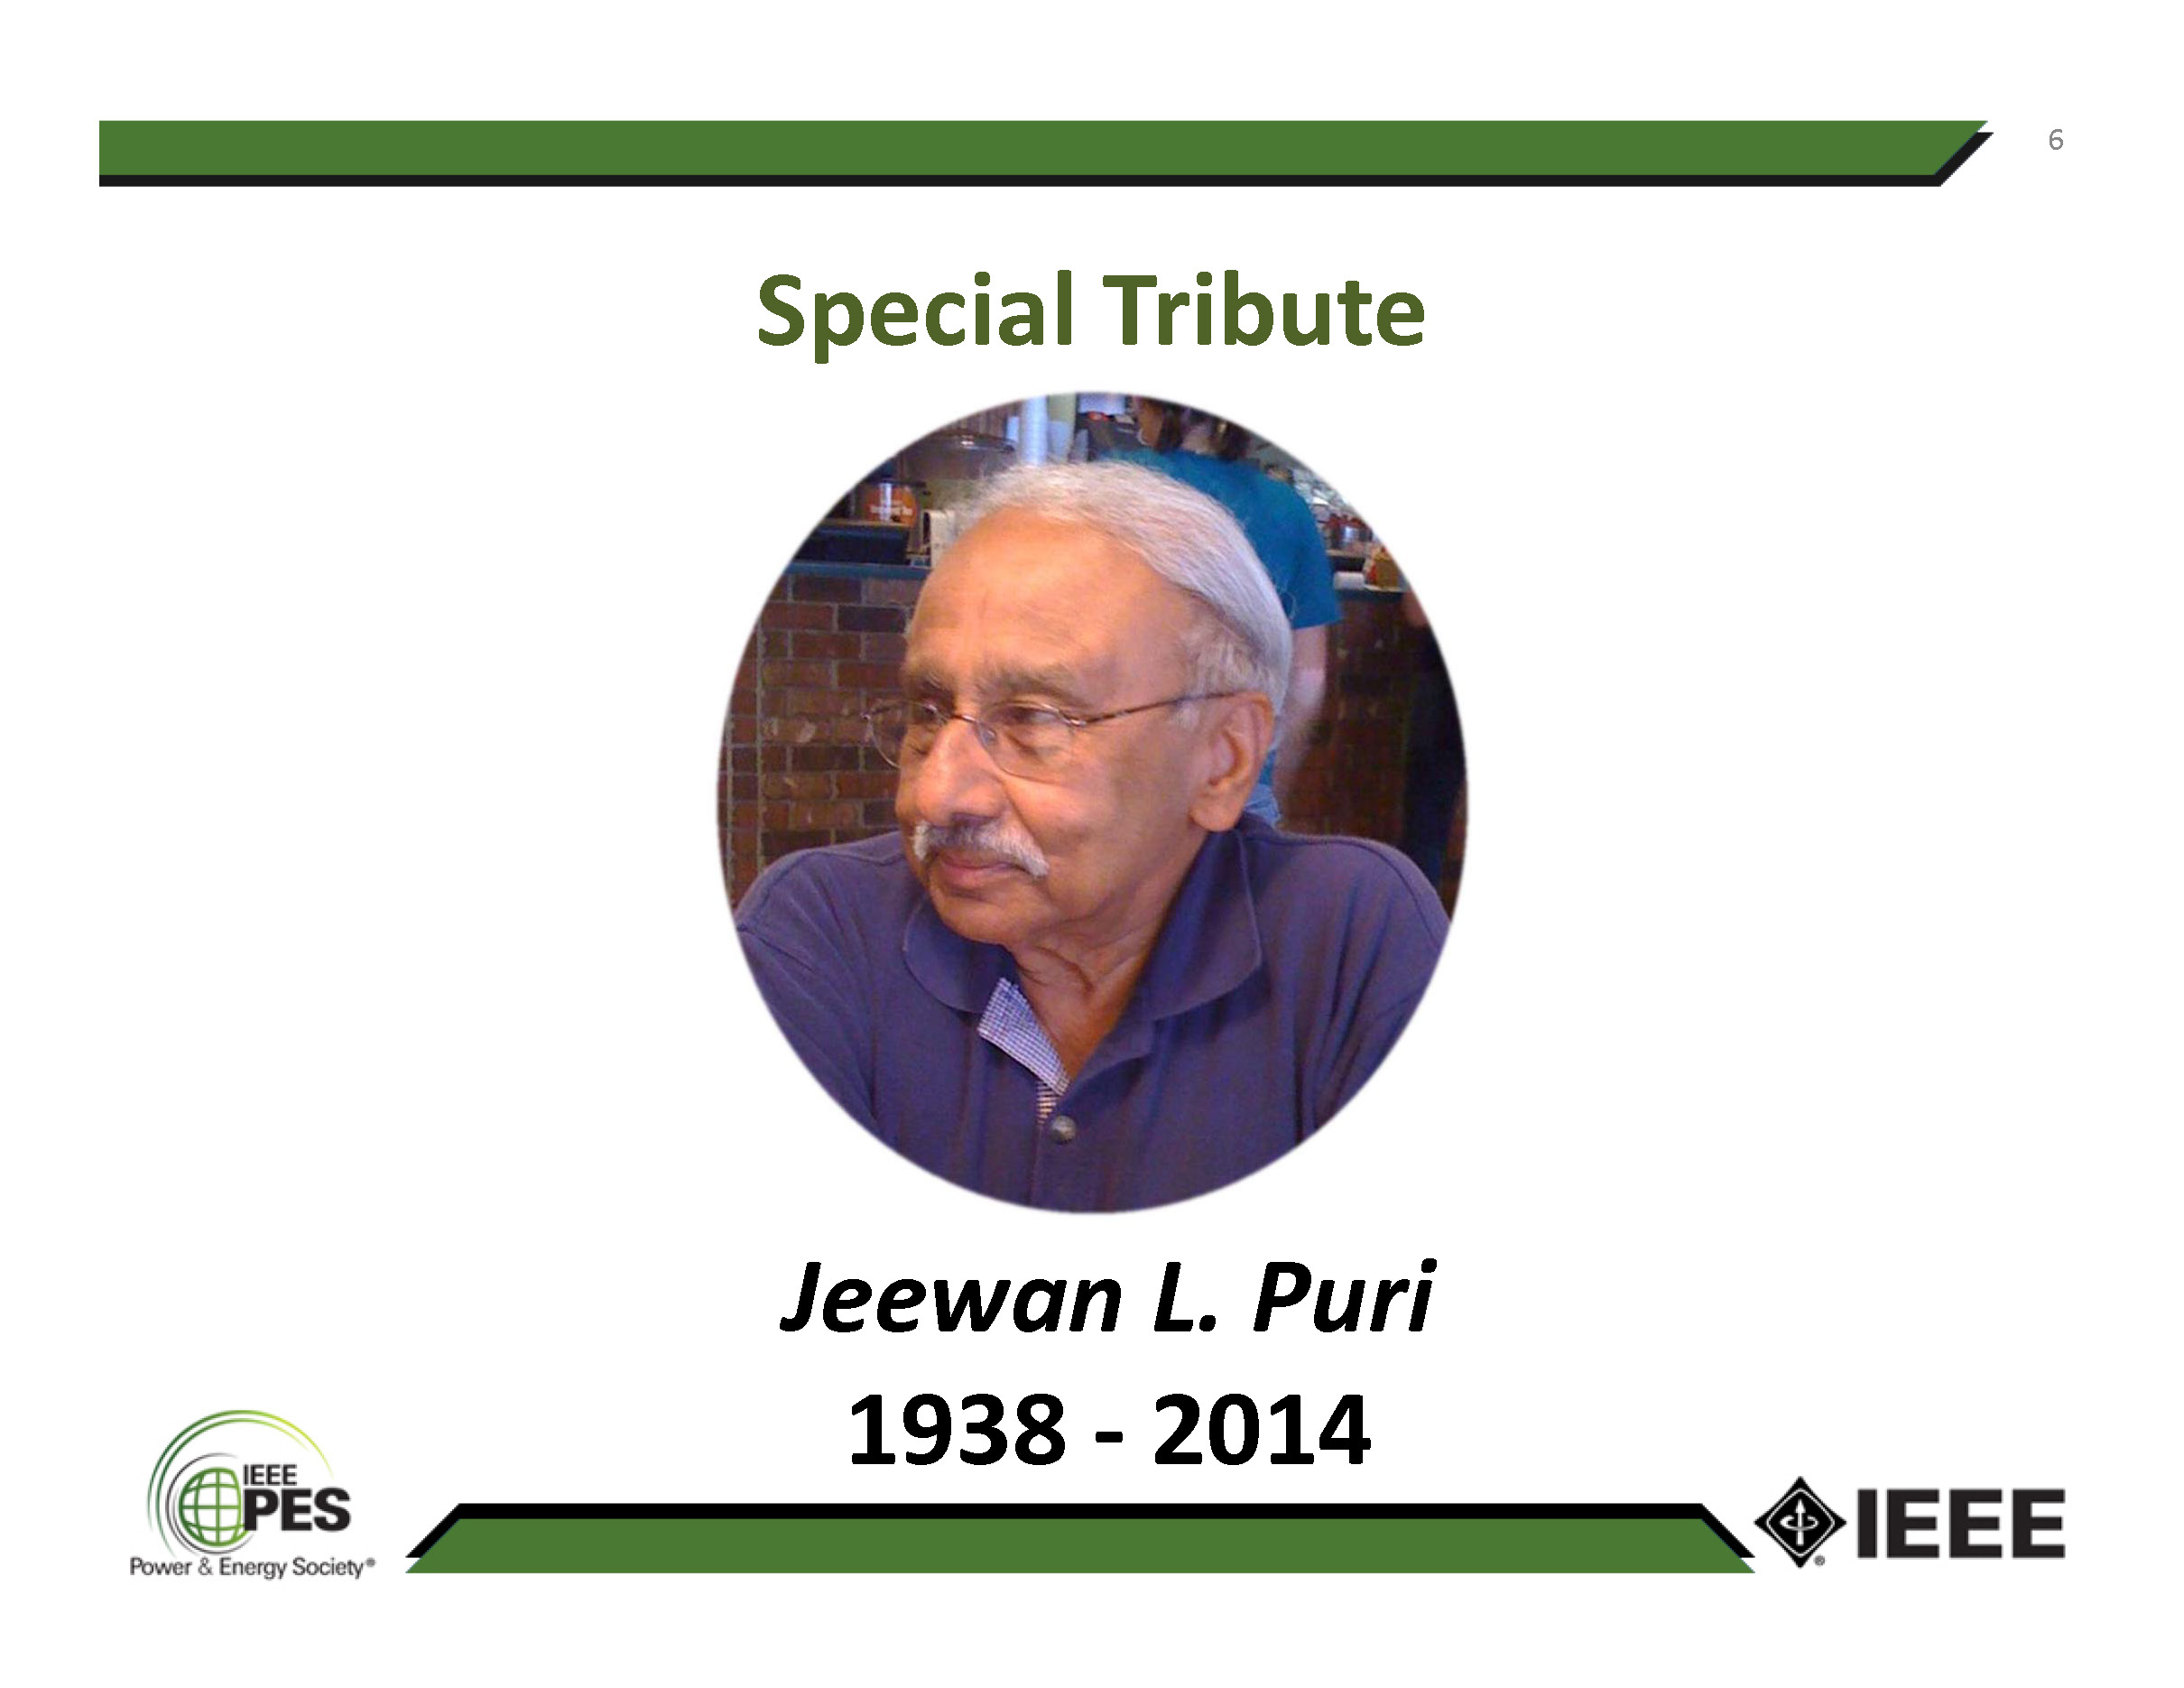 6
Special Tribute
Jeewan L. Puri
1938 - 2014
IEEE
PES
Power & Energy Society®
IEEE